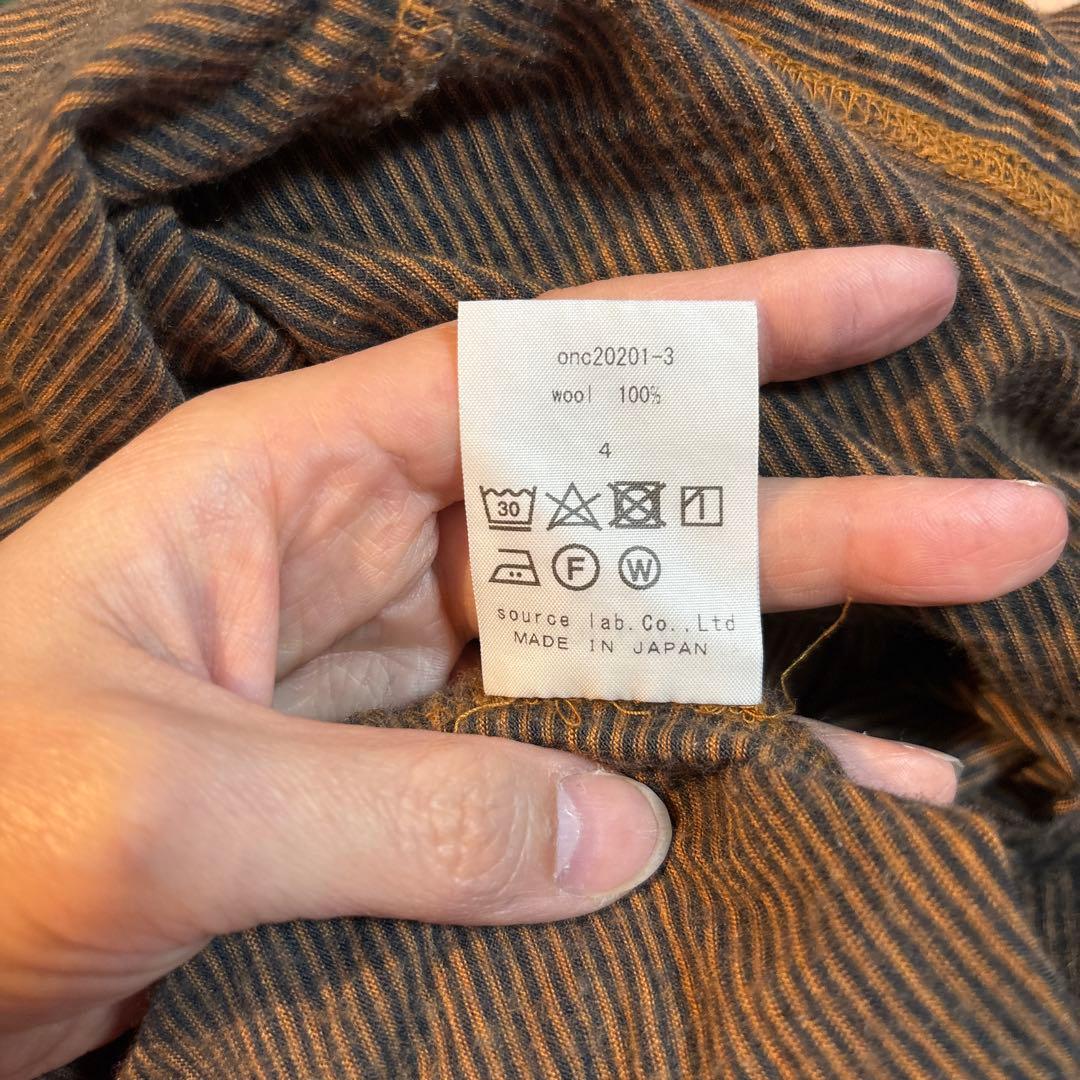 onc20201-3
wool 100%
4
30
F W
source lab.Co.,Ltd
MADE IN JAPAN